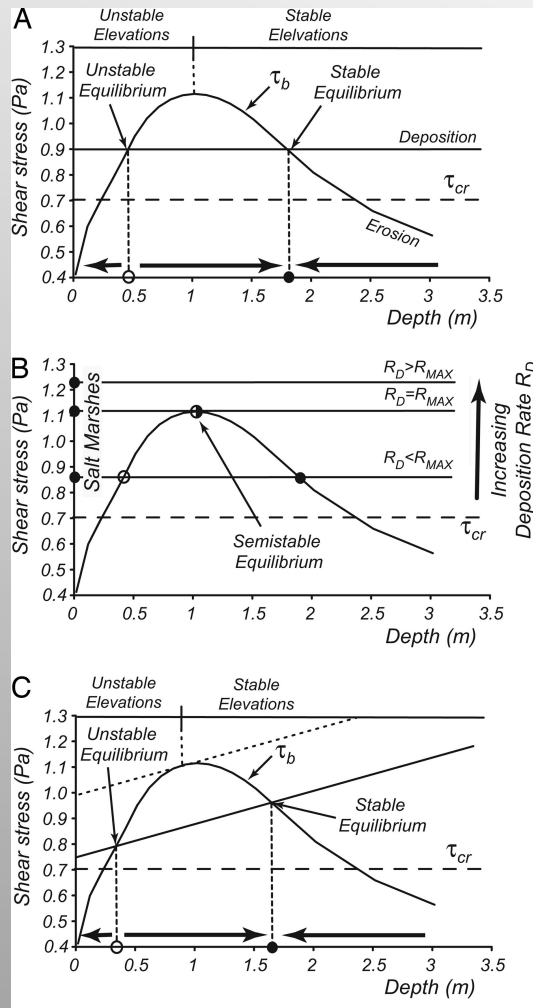 A
Unstable
Elevations
Stable
Elelvations
1.3
1.2
1.1
1.0
0.9
0.8
0.7
0.6
0.5
0.4
Shear stress (Pa)
Unstable
Equilibrium
τb
Stable
Equilibrium
Deposition
τcr
Erosion
0 0.5 1 1.5 2 2.5 3 3.5
Depth (m)
B
1.3
1.2
1.1
1.0
0.9
0.8
0.7
0.6
0.5
0.4
Shear stress (Pa)
Salt Marshes
RD>RMAX
RD=RMAX
RD<RMAX
Semistable
Equilibrium
τcr
Increasing
Deposition Rate RD
0 0.5 1 1.5 2 2.5 3 3.5
Depth (m)
C
Unstable
Elevations
Stable
Elevations
1.3
1.2
1.1
1.0
0.9
0.8
0.7
0.6
0.5
0.4
Shear stress (Pa)
Unstable
Equilibrium
τb
Stable
Equilibrium
τcr
0 0.5 1 1.5 2 2.5 3 3.5
Depth (m)